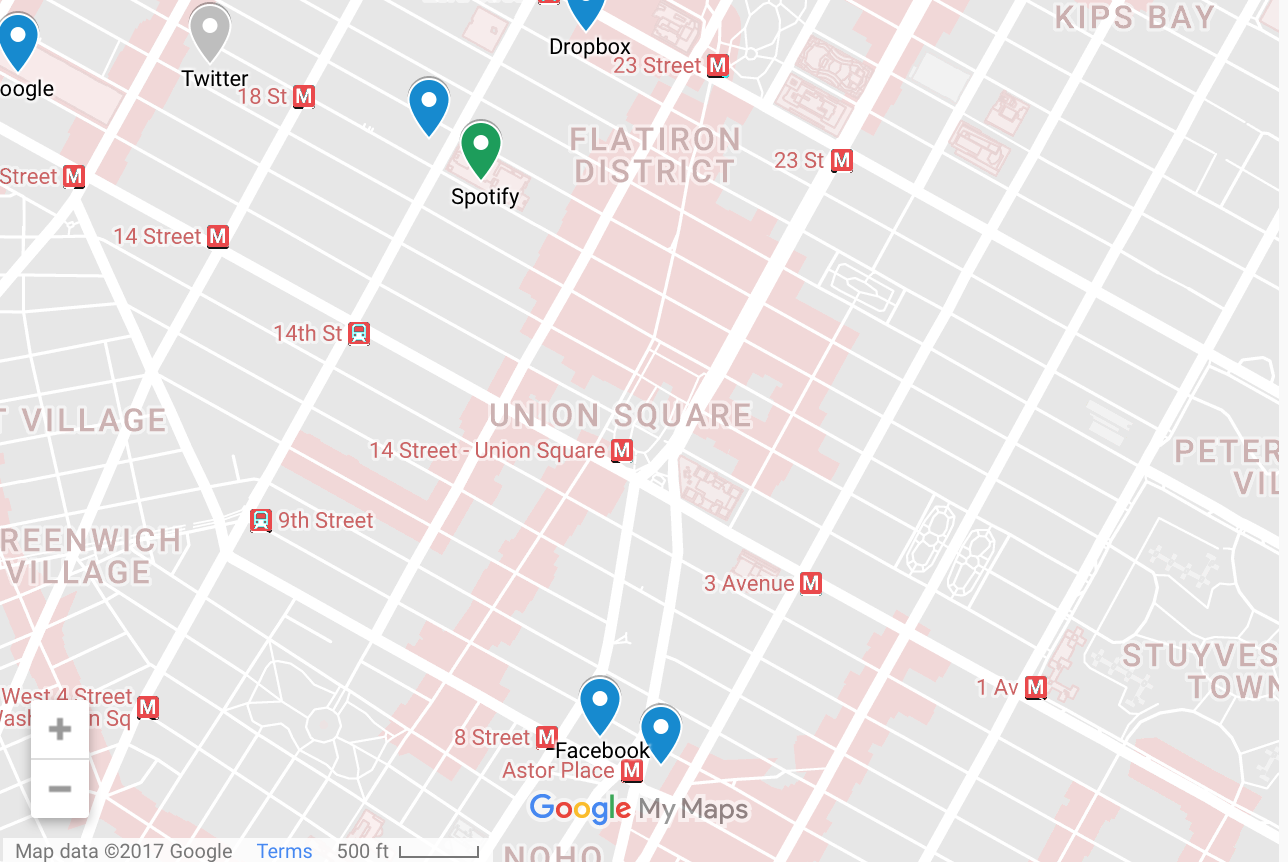 KIPS BAY
Dropbox
23 Street M
oogle
Twitter
18 St M
FLATIRON
DISTRICT
23 St M
Street M
Spotify
14 Street M
14th St
T VILLAGE
UNION SQUARE
14 Street - Union Square M
PETER
VIL
9th Street
REENWICH
VILLAGE
3 Avenue M
STUYVES
TOWN
1 Av M
West 4 Street
Wash n Sq M
8 Street M
Facebook
Astor Place M
+
−
Google My Maps
NOHO
Map data ©2017 Google Terms 500 ft